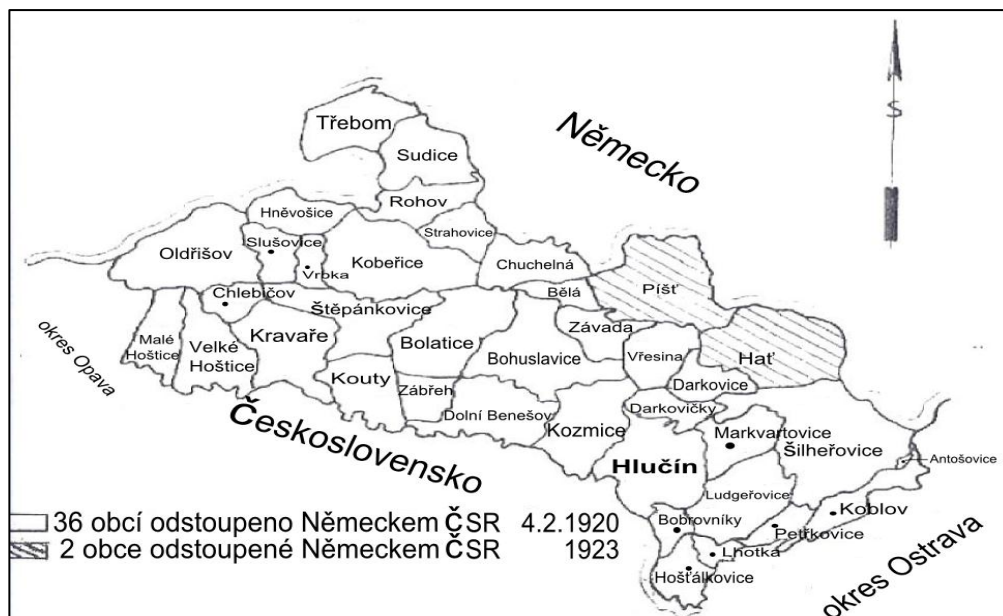 Třebom
Německo
S
Sudice
Rohov
Hněvošice
Strahovice
Slušovice
Oldřišov
Vrbka
Kobeřice
Chuchelná
Bělá
Píšť
Chlebičov
Štěpánkovice
Závada
okres Opava
Malé
Hoštice
Velké
Hoštice
Kravaře
Bolatice
Bohuslavice
Vřesina
Hať
Kouty
Zábřeh
Darkovice
Dolní Benešov
Darkovičky
Československo
Kozmice
Markvartovice
Šilheřovice
Antošovice
Hlučín
Ludgeřovice
Koblov
Bobrovníky
Petřkovice
Lhotka
Hošťálkovice
okres Ostrava
36 obcí odstoupeno Německem ČSR 4.2.1920
2 obce odstoupené Německem ČSR 1923